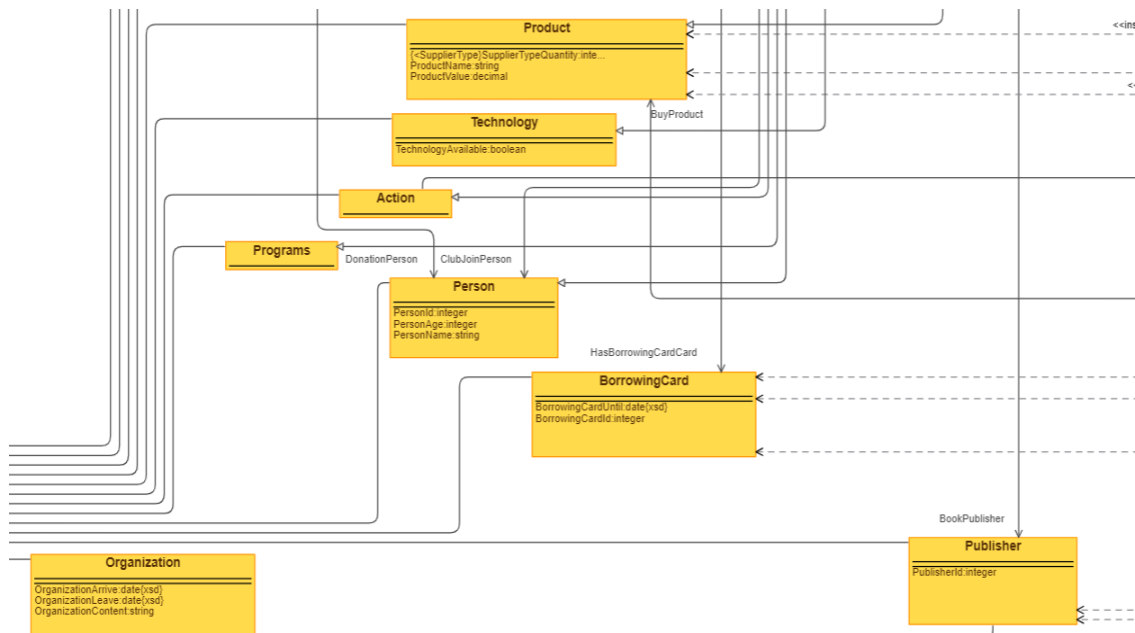 Product
<<ins
{<SupplierType}SupplierTypeQuantity:inte...
ProductName:string
ProductValue:decimal
<<
BuyProduct
Technology
TechnologyAvailable:boolean
Action
Programs
DonationPerson
ClubJoinPerson
Person
PersonId:integer
PersonAge:integer
PersonName:string
HasBorrowingCardCard
BorrowingCard
BorrowingCardUntil:date{xsd}
BorrowingCardId:integer
BookPublisher
Publisher
PublisherId:integer
Organization
OrganizationArrive:date{xsd}
OrganizationLeave:date{xsd}
OrganizationContent:string